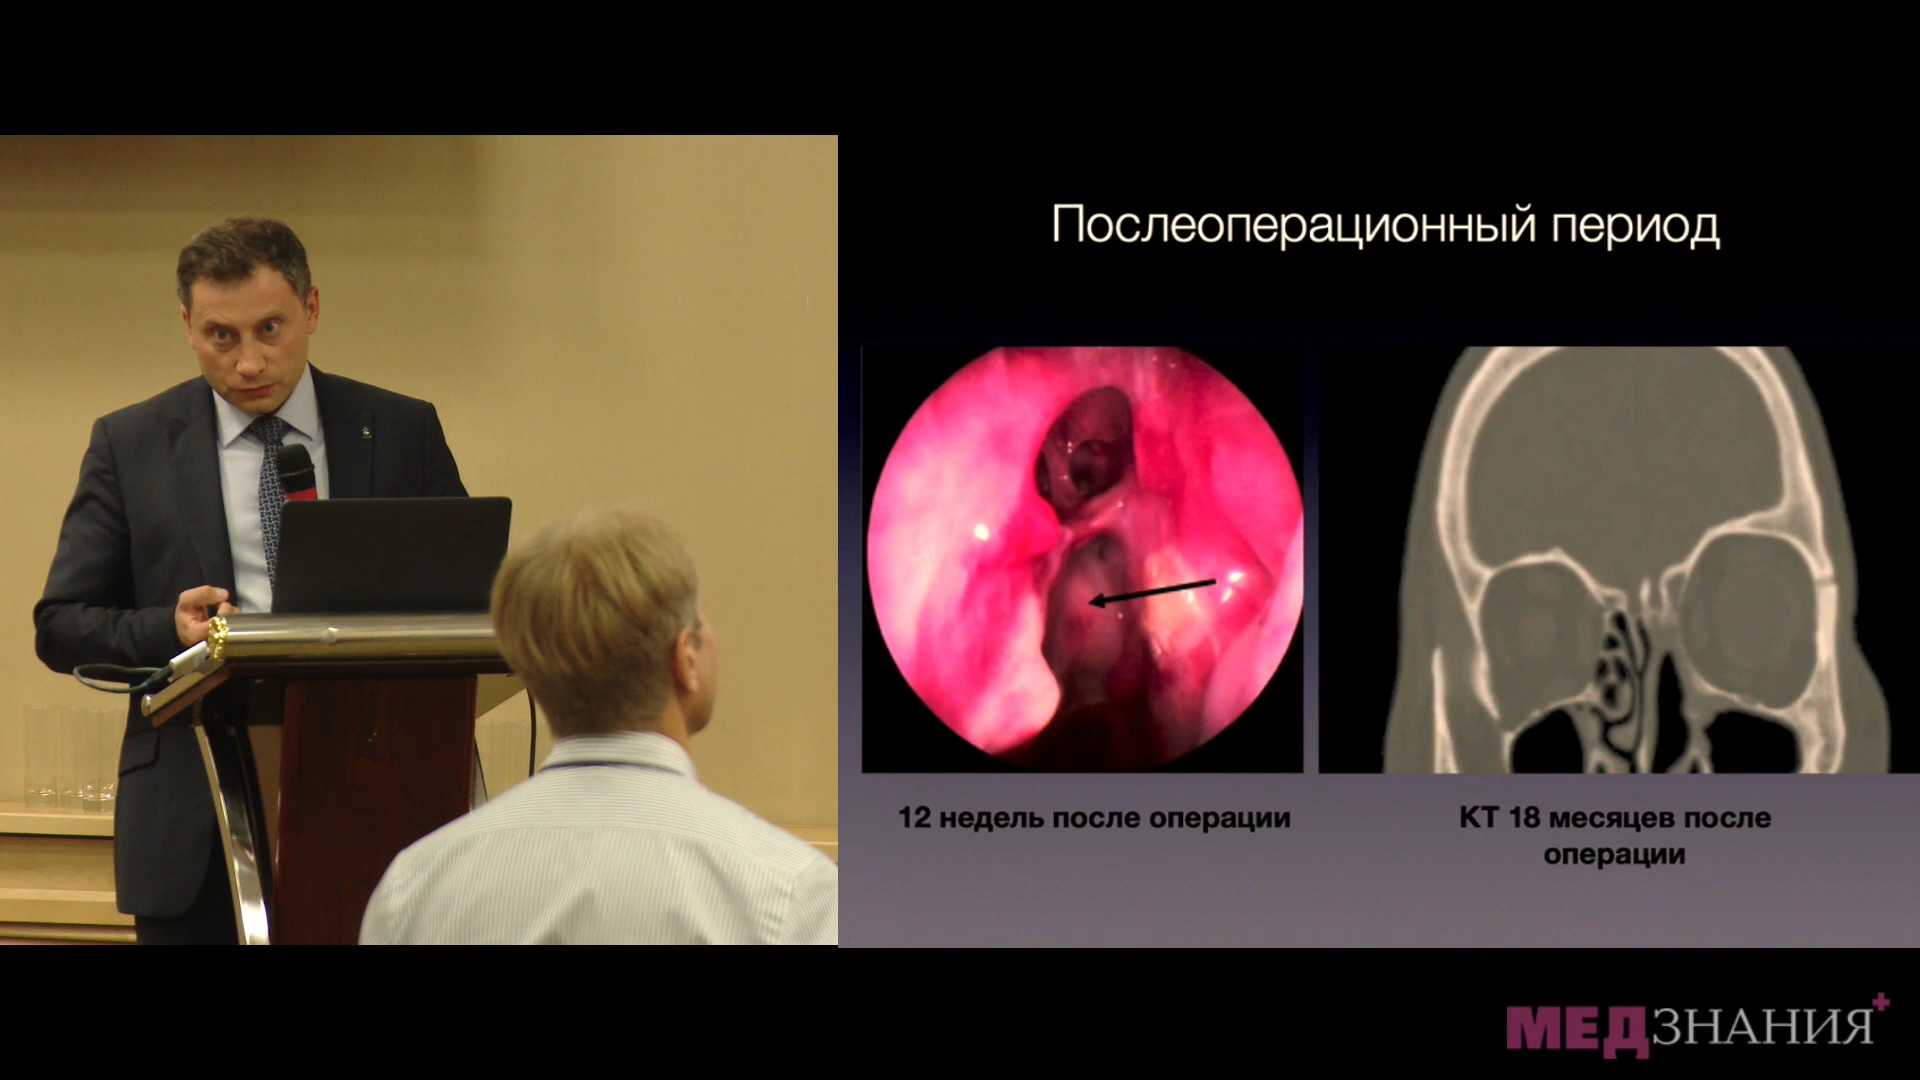 Послеоперационный период
12 недель после операции
КТ 18 месяцев после
операции
МЕДЗНАНИЯ+